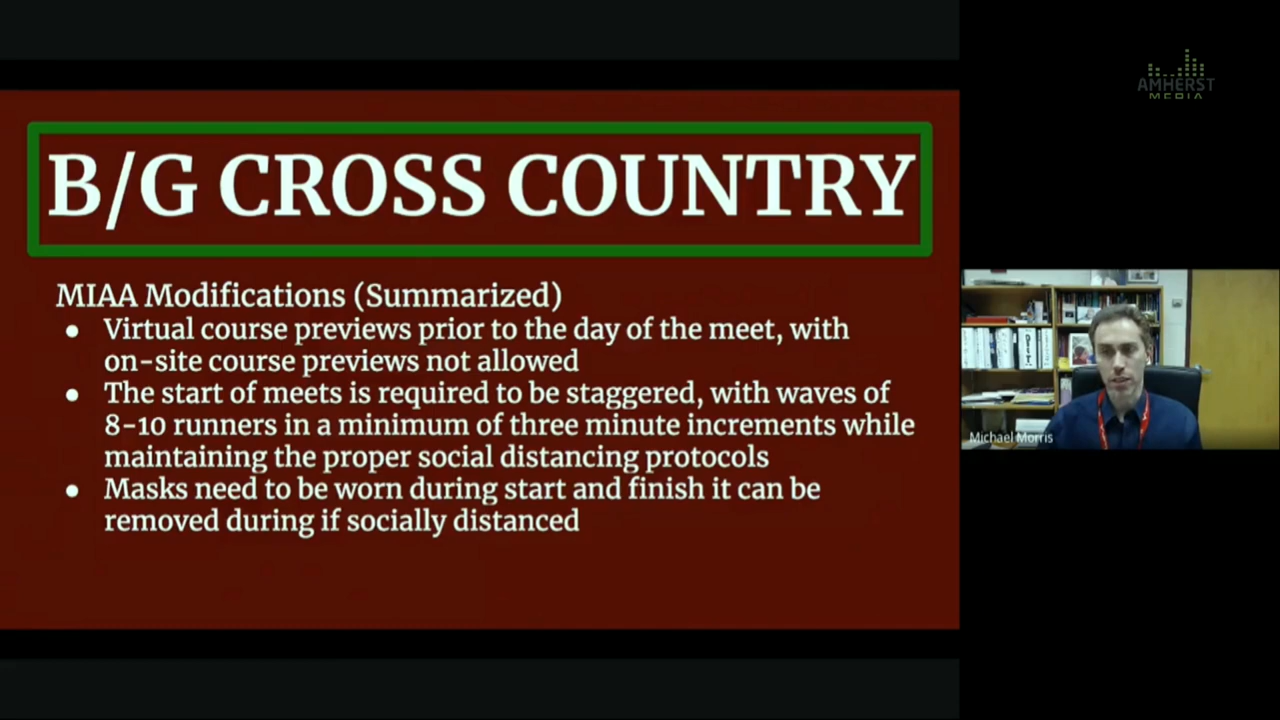 AMHERST
MEDIA
B/G CROSS COUNTRY
MIAA Modifications (Summarized)
● Virtual course previews prior to the day of the meet, with
on-site course previews not allowed
● The start of meets is required to be staggered, with waves of
8-10 runners in a minimum of three minute increments while
maintaining the proper social distancing protocols
● Masks need to be worn during start and finish it can be
removed during if socially distanced
Michael Morris